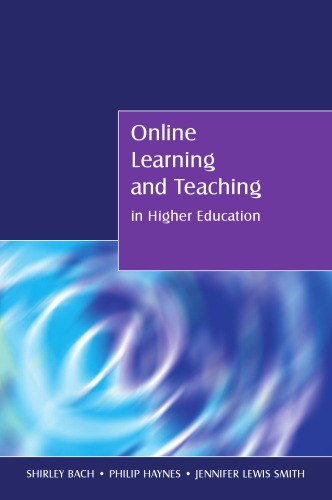 Online
Learning
and Teaching
in Higher Education
SHIRLEY BACH • PHILIP HAYNES • JENNIFER LEWIS SMITH